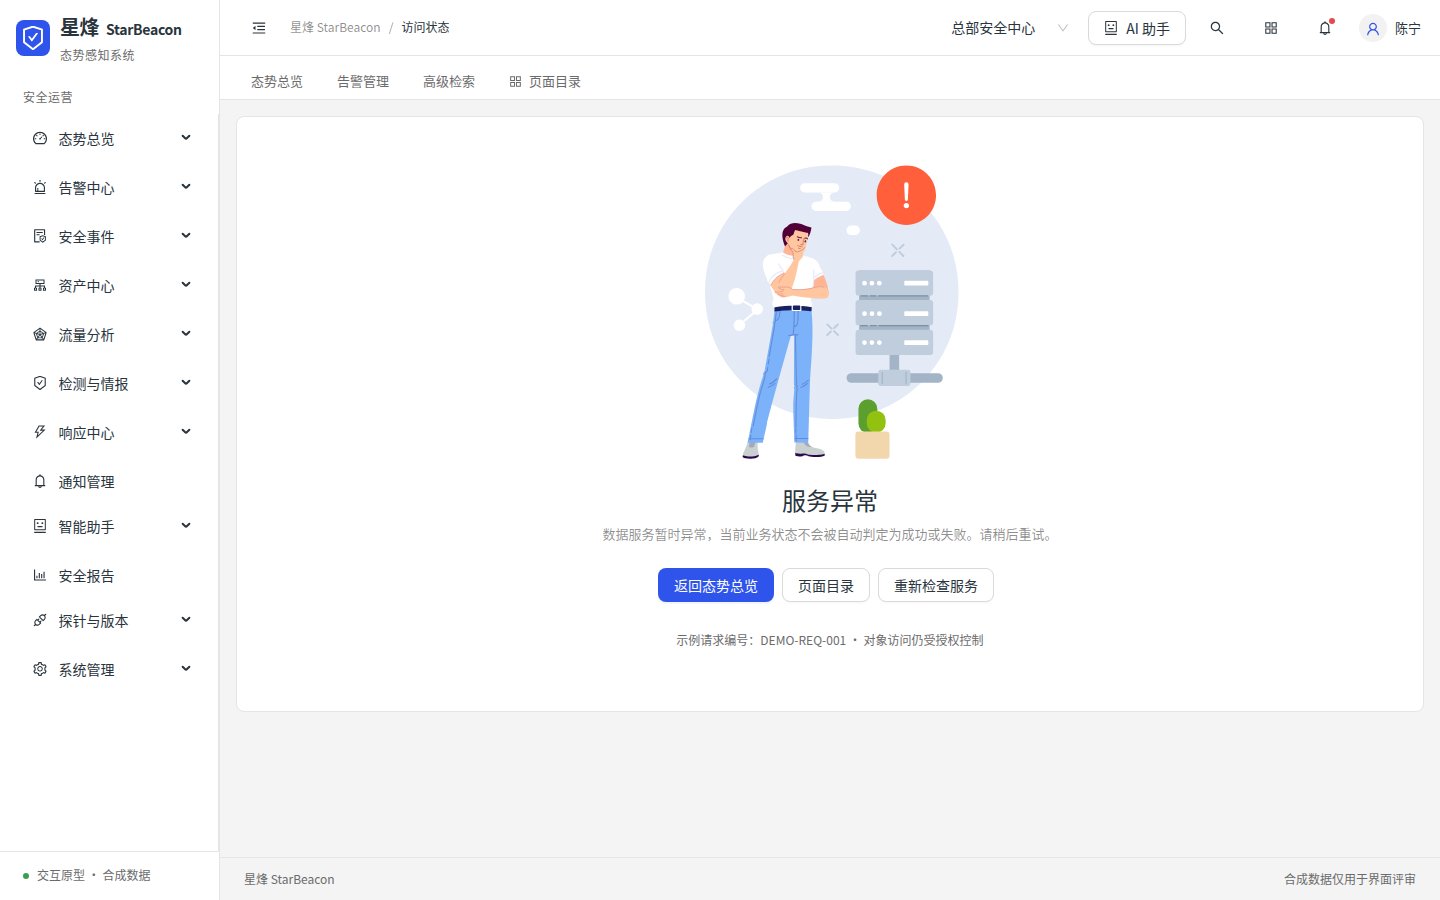 星烽 StarBeacon
态势感知系统
安全运营
态势总览
告警中心
安全事件
资产中心
流量分析
检测与情报
响应中心
通知管理
智能助手
安全报告
探针与版本
系统管理
交互原型 · 合成数据
星烽 StarBeacon / 访问状态
总部安全中心
AI 助手
陈宁
态势总览 告警管理 高级检索 页面目录
服务异常
数据服务暂时异常，当前业务状态不会被自动判定为成功或失败。请稍后重试。
返回态势总览 页面目录 重新检查服务
示例请求编号：DEMO-REQ-001 · 对象访问仍受授权控制
星烽 StarBeacon
合成数据仅用于界面评审